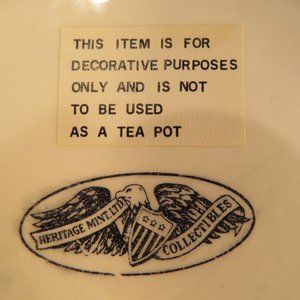 THIS ITEM IS FOR
DECORATIVE PURPOSES
ONLY AND IS NOT
TO BE USED
AS A TEA POT
HERITAGE MINT, LTD.
COLLECTIBLES